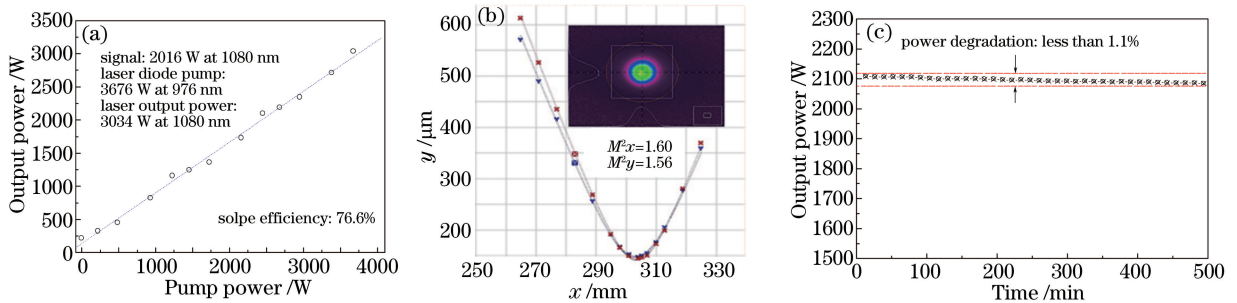 (a)
signal: 2016 W at 1080 nm
laser diode pump:
3676 W at 976 nm
laser output power:
3034 W at 1080 nm
solpe efficiency: 76.6%
Output power /W
3500
3000
2500
2000
1500
1000
500
0
0 1000 2000 3000 4000
Pump power /W
(b)
M²x=1.60
M²y=1.56
y /μm
600
500
400
300
200
250 270 290 310 330
x /mm
(c)
power degradation: less than 1.1%
Output power /W
2300
2200
2100
2000
1900
1800
1700
1600
1500
0 100 200 300 400 500
Time /min